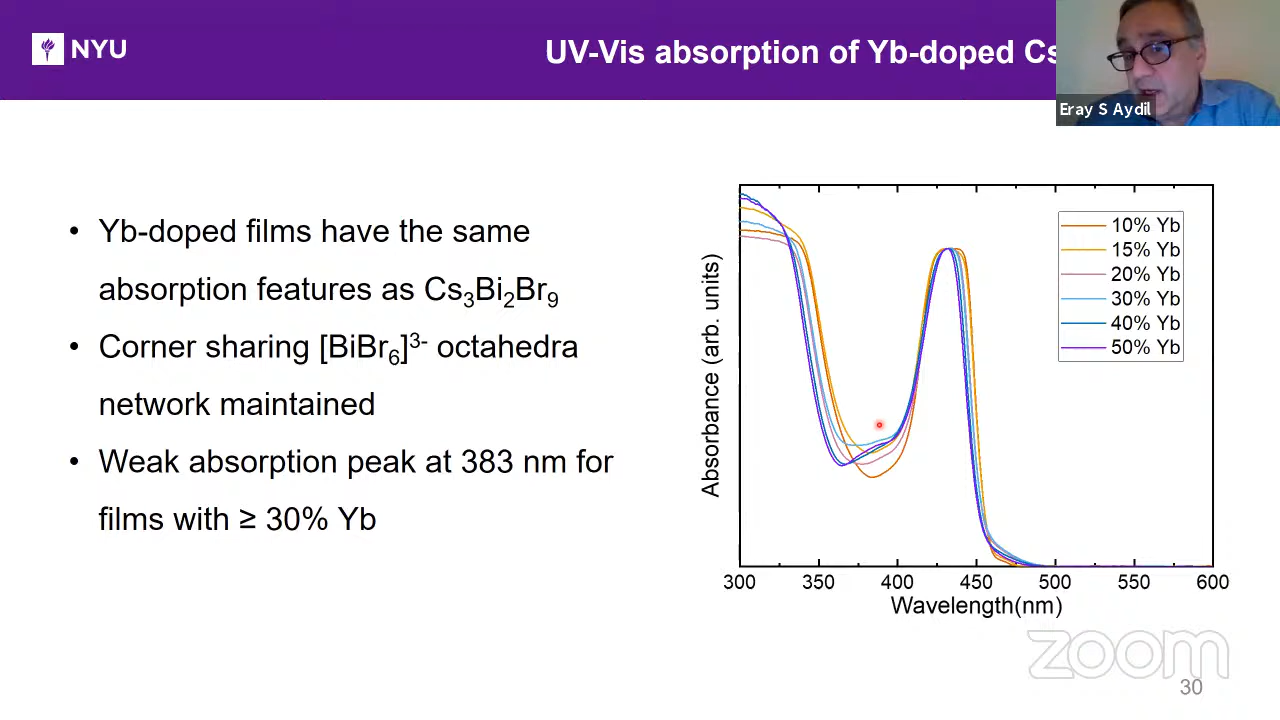 NYU
UV-Vis absorption of Yb-doped Cs
Eray S Aydil
• Yb-doped films have the same
absorption features as Cs₃Bi₂Br₉
• Corner sharing [BiBr₆]³⁻ octahedra
network maintained
• Weak absorption peak at 383 nm for
films with ≥ 30% Yb
Absorbance (arb. units)
10% Yb
15% Yb
20% Yb
30% Yb
40% Yb
50% Yb
300 350 400 450 500 550 600
Wavelength(nm)
zoom
30